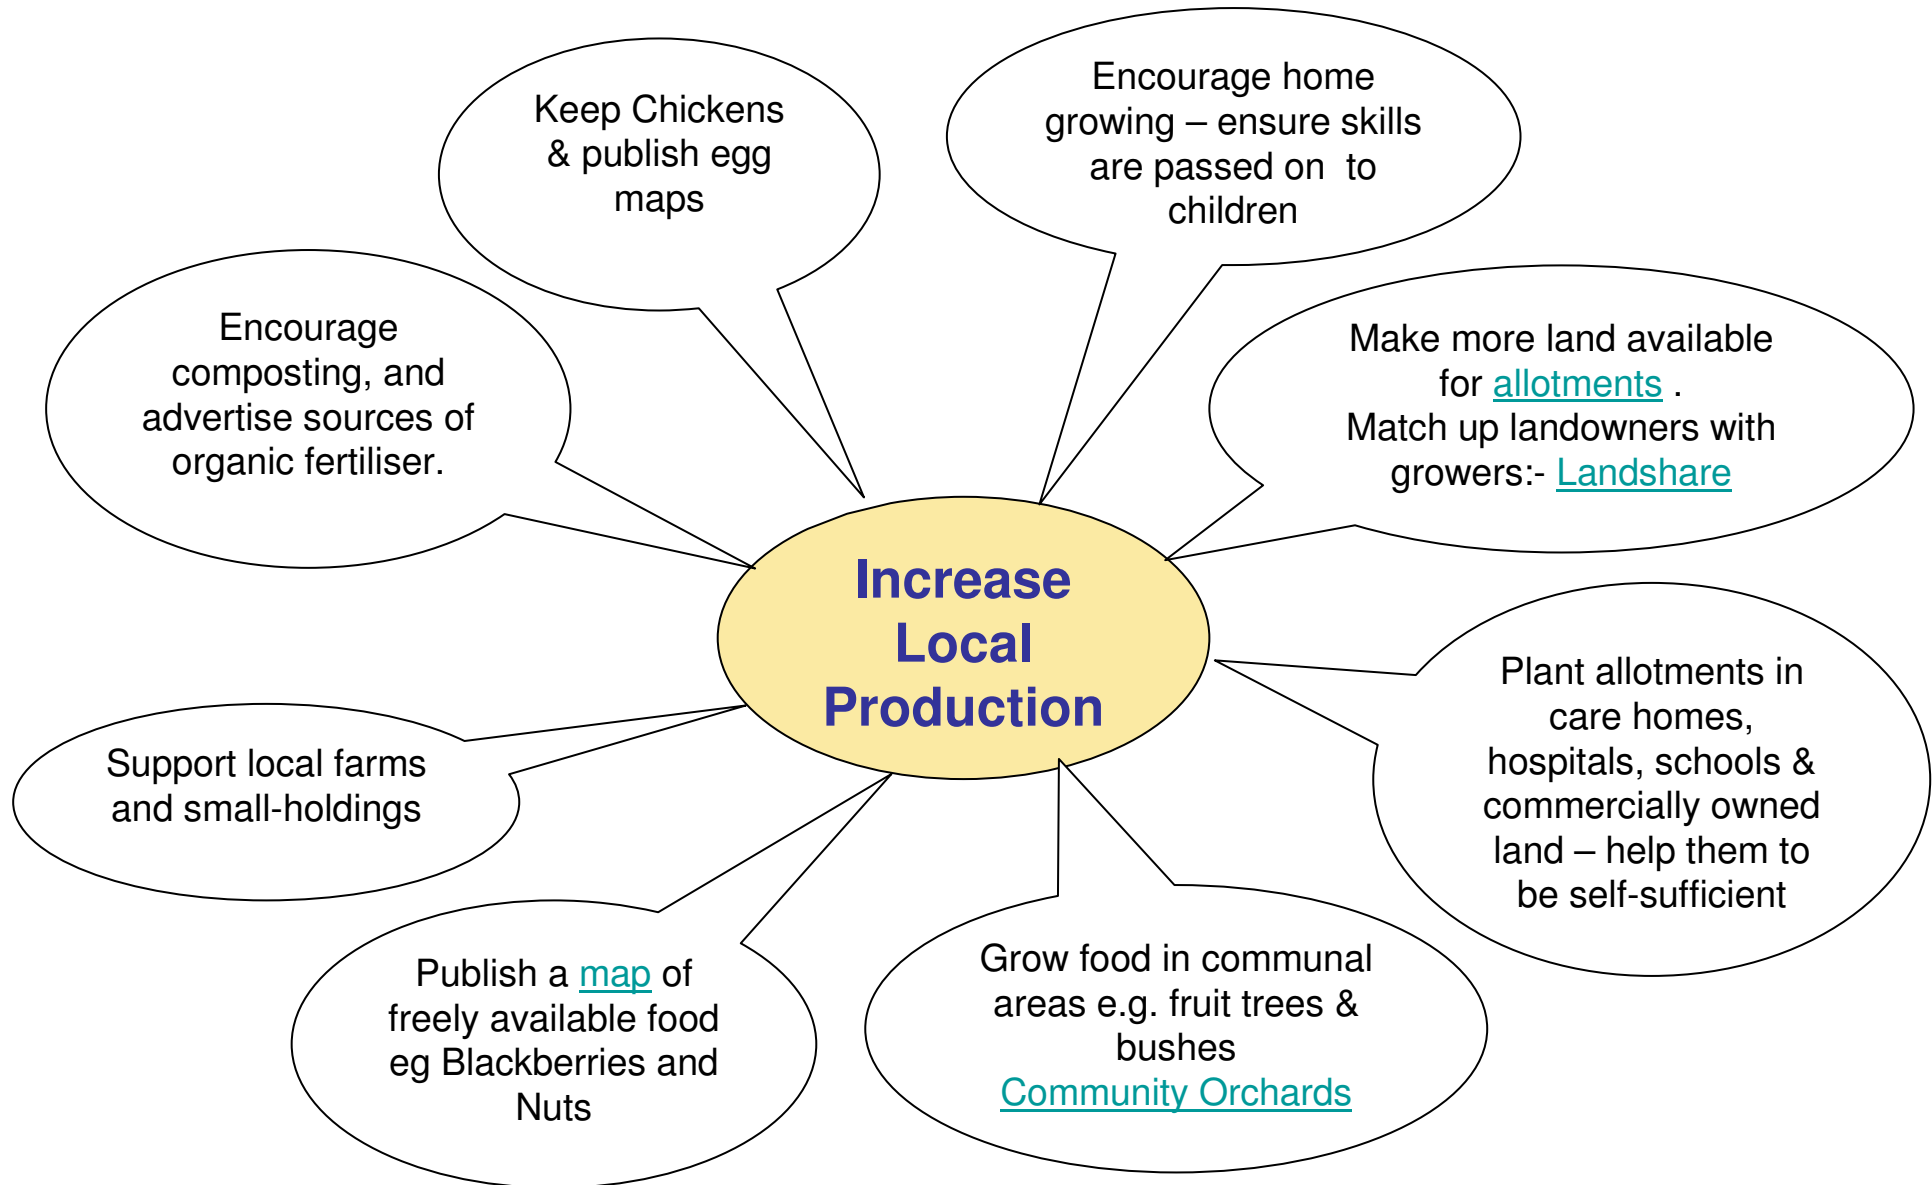 Keep Chickens
& publish egg
maps
Encourage home
growing – ensure skills
are passed on to
children
Encourage
composting, and
advertise sources of
organic fertiliser.
Make more land available
for allotments .
Match up landowners with
growers:- Landshare
Increase
Local
Production
Plant allotments in
care homes,
hospitals, schools &
commercially owned
land – help them to
be self-sufficient
Support local farms
and small-holdings
Publish a map of
freely available food
eg Blackberries and
Nuts
Grow food in communal
areas e.g. fruit trees &
bushes
Community Orchards